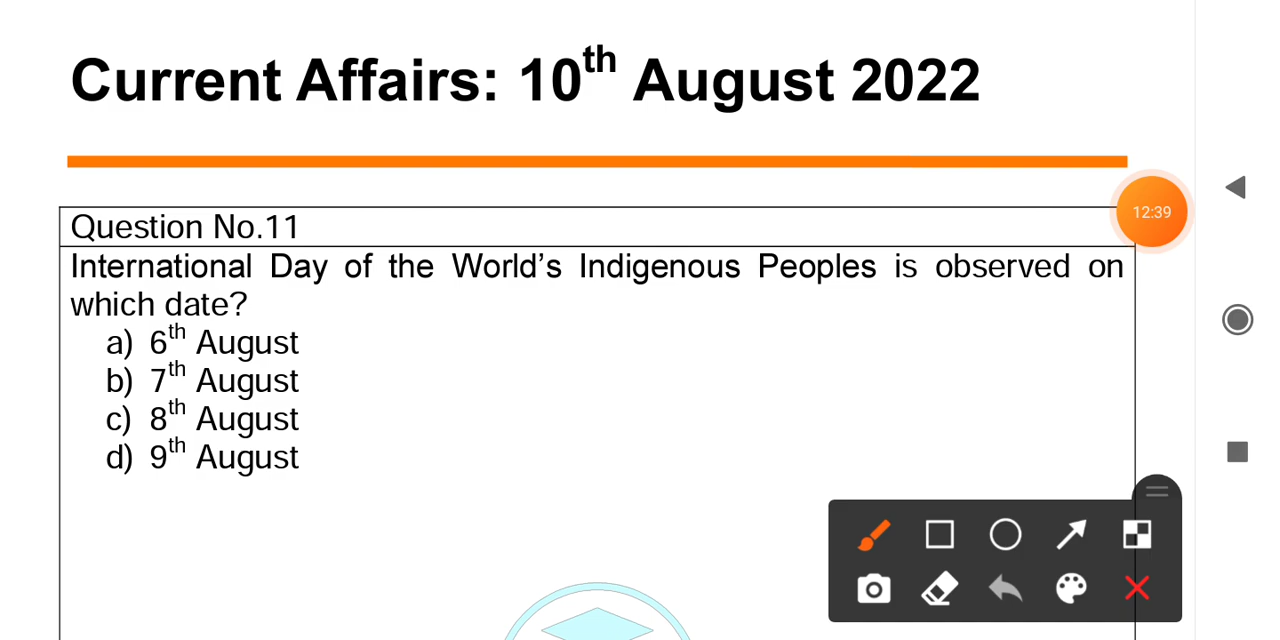 Current Affairs: 10th August 2022
12:39
Question No.11
International Day of the World's Indigenous Peoples is observed on
which date?
a) 6th August
b) 7th August
c) 8th August
d) 9th August